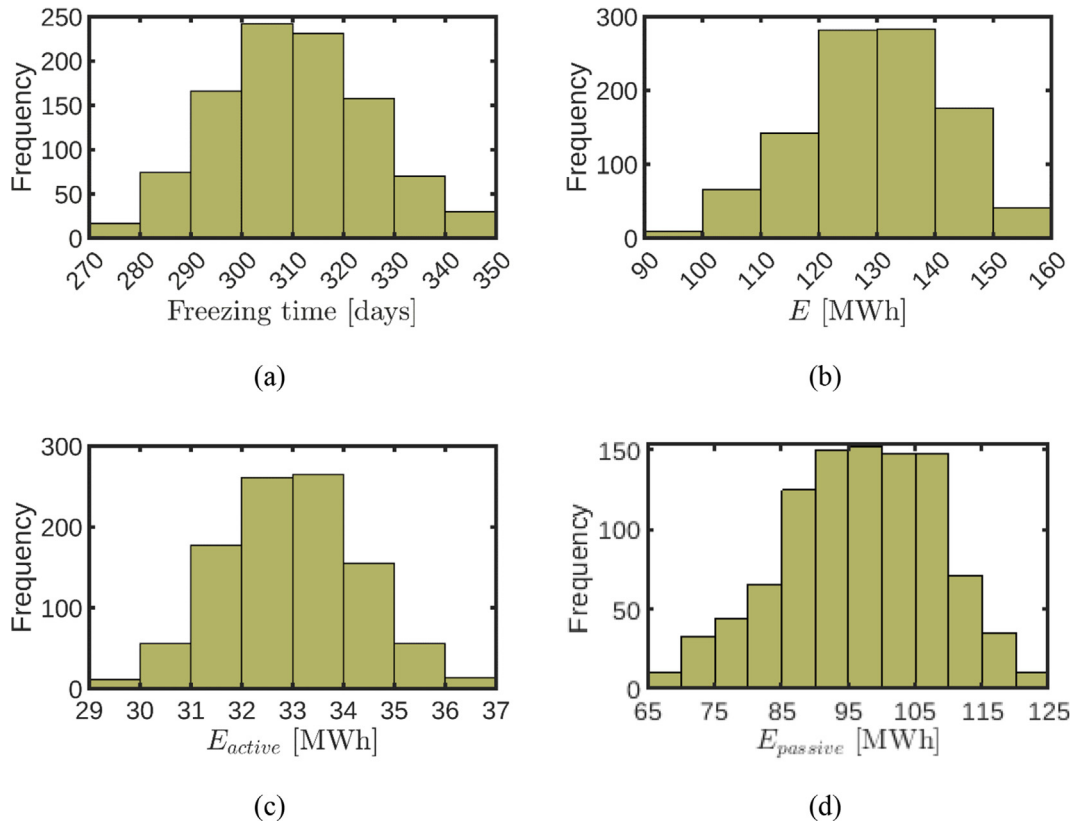 Frequency
250
200
150
100
50
0
270 280 290 300 310 320 330 340 350
Freezing time [days]
(a)
Frequency
300
200
100
0
90 100 110 120 130 140 150 160
E [MWh]
(b)
Frequency
300
200
100
0
29 30 31 32 33 34 35 36 37
E_active [MWh]
(c)
Frequency
150
100
50
0
65 75 85 95 105 115 125
E_passive [MWh]
(d)